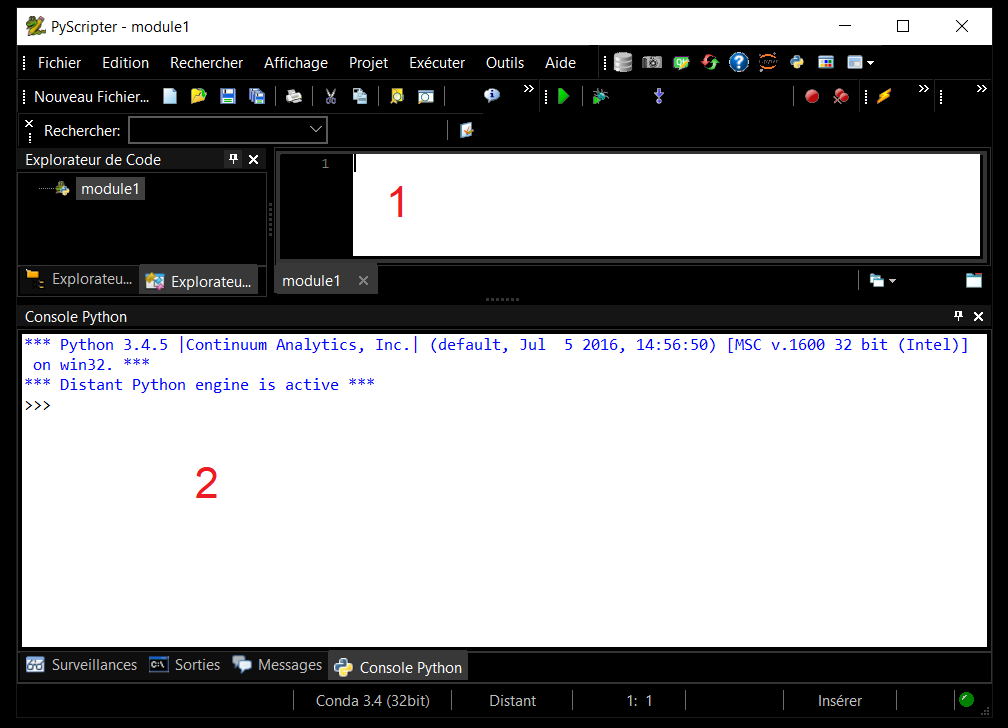 PyScripter - module1
Fichier Edition Rechercher Affichage Projet Exécuter Outils Aide
Nouveau Fichier...
Rechercher:
Explorateur de Code
module1
1
1
Explorateu... Explorateu...
module1
Console Python
*** Python 3.4.5 |Continuum Analytics, Inc.| (default, Jul  5 2016, 14:56:50) [MSC v.1600 32 bit (Intel)]
on win32. ***
*** Distant Python engine is active ***
>>>
2
Surveillances Sorties Messages Console Python
Conda 3.4 (32bit) Distant 1: 1 Insérer